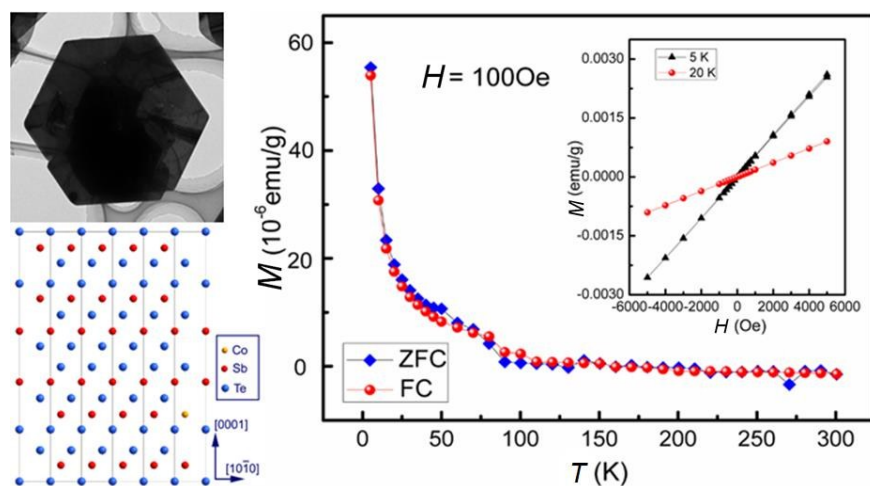 Co
Sb
Te
[0001]
[101̄0]
60
40
20
0
M (10⁻⁶ emu/g)
H = 100Oe
ZFC
FC
0 50 100 150 200 250 300
T (K)
5 K
20 K
0.0030
0.0015
0.0000
-0.0015
-0.0030
M (emu/g)
-6000-4000-2000 0 2000 4000 6000
H (Oe)